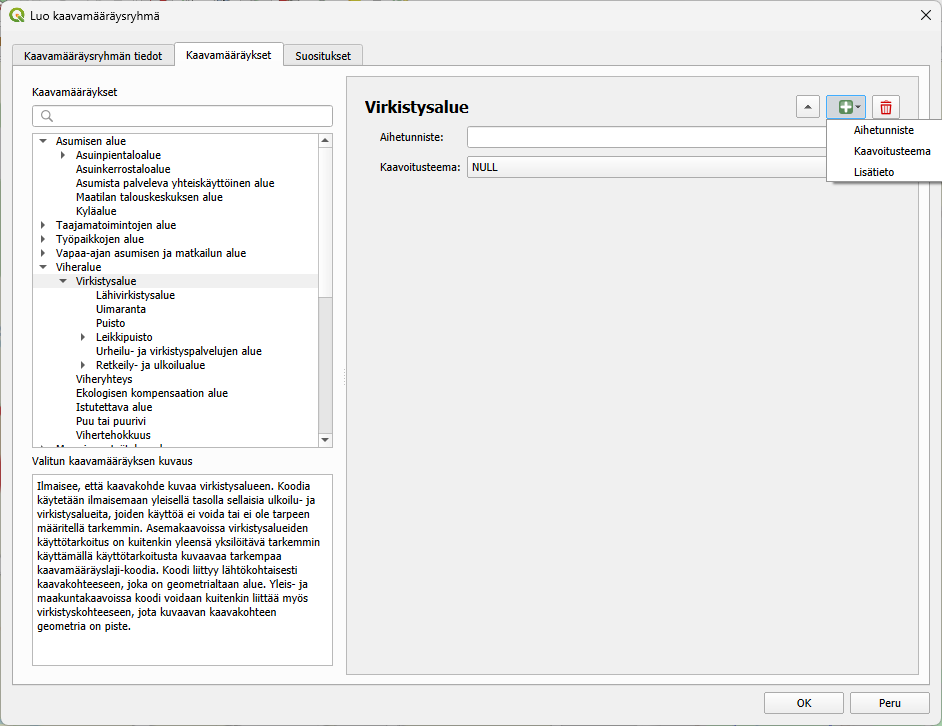 Luo kaavamääräysryhmä
Kaavamääräysryhmän tiedot
Kaavamääräykset
Suositukset
Kaavamääräykset
Asumisen alue
Asuinpientaloalue
Asuinkerrostaloalue
Asumista palveleva yhteiskäyttöinen alue
Maatilan talouskeskuksen alue
Kyläalue
Taajamatoimintojen alue
Työpaikkojen alue
Vapaa-ajan asumisen ja matkailun alue
Viheralue
Virkistysalue
Lähivirkistysalue
Uimaranta
Puisto
Leikkipuisto
Urheilu- ja virkistyspalvelujen alue
Retkeily- ja ulkoilualue
Viheryhteys
Ekologisen kompensaation alue
Istutettava alue
Puu tai puurivi
Vihertehokkuus
Valitun kaavamääräyksen kuvaus
Ilmaisee, että kaavakohde kuvaa virkistysalueen. Koodia
käytetään ilmaisemaan yleisellä tasolla sellaisia ulkoilu- ja
virkistysalueita, joiden käyttöä ei voida tai ei ole tarpeen
määritellä tarkemmin. Asemakaavoissa virkistysalueiden
käyttötarkoitus on kuitenkin yleensä yksilöitävä tarkemmin
käyttämällä käyttötarkoitusta kuvaavaa tarkempaa
kaavamääräyslaji-koodia. Koodi liittyy lähtökohtaisesti
kaavakohteeseen, joka on geometrialtaan alue. Yleis- ja
maakuntakaavoissa koodi voidaan kuitenkin liittää myös
virkistyskohteeseen, jota kuvaavan kaavakohteen
geometria on piste.
Virkistysalue
Aihetunniste:
Kaavoitusteema:
NULL
Aihetunniste
Kaavoitusteema
Lisätieto
OK
Peru